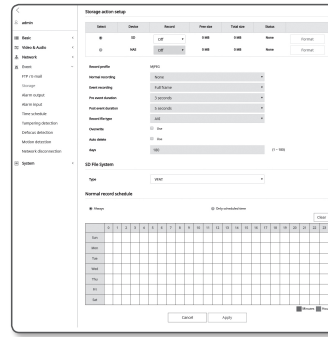 admin
Basic
Video & Audio
Network
Event
FTP / E-mail
Storage
Alarm output
Alarm input
Time schedule
Tampering detection
Defocus detection
Motion detection
Network disconnection
System
Storage action setup
Select Device Record Free size Total size Status
SD Off 0 MB 0 MB None Format
NAS Off 0 MB 0 MB None Format
Record profile MJPEG
Normal recording None
Event recording Full frame
Pre event duration 5 seconds
Post event duration 5 seconds
Record file type AVI
Overwrite Use
Auto delete Use
Days 180 (1 ~ 180)
SD File System
Type VFAT
Normal record schedule
Always Only scheduled time
Clear
0 1 2 3 4 5 6 7 8 9 10 11 12 13 14 15 16 17 18 19 20 21 22 23
Sun
Mon
Tue
Wed
Thu
Fri
Sat
Minutes
Cancel Apply